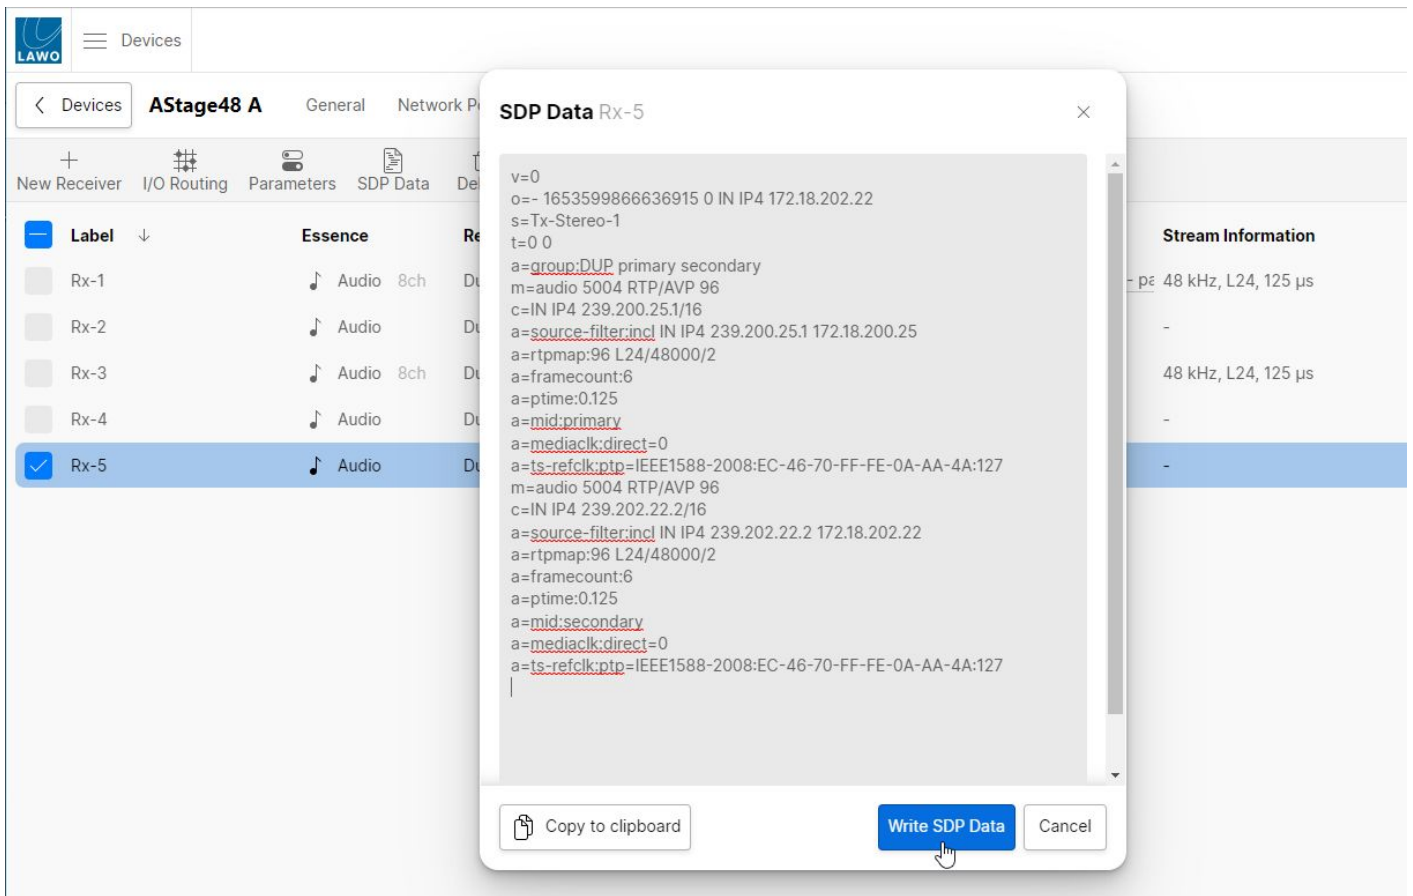 LAWO
Devices
Devices AStage48 A General Network P
New Receiver I/O Routing Parameters SDP Data De
Label ↓ Essence Re Stream Information
Rx-1 Audio 8ch Du - pa 48 kHz, L24, 125 µs
Rx-2 Audio Du -
Rx-3 Audio 8ch Du 48 kHz, L24, 125 µs
Rx-4 Audio Du -
Rx-5 Audio Du -
SDP Data Rx-5
v=0
o=- 1653599866636915 0 IN IP4 172.18.202.22
s=Tx-Stereo-1
t=0 0
a=group:DUP primary secondary
m=audio 5004 RTP/AVP 96
c=IN IP4 239.200.25.1/16
a=source-filter:incl IN IP4 239.200.25.1 172.18.200.25
a=rtpmap:96 L24/48000/2
a=framecount:6
a=ptime:0.125
a=mid:primary
a=mediaclk:direct=0
a=ts-refclk:ptp=IEEE1588-2008:EC-46-70-FF-FE-0A-AA-4A:127
m=audio 5004 RTP/AVP 96
c=IN IP4 239.202.22.2/16
a=source-filter:incl IN IP4 239.202.22.2 172.18.202.22
a=rtpmap:96 L24/48000/2
a=framecount:6
a=ptime:0.125
a=mid:secondary
a=mediaclk:direct=0
a=ts-refclk:ptp=IEEE1588-2008:EC-46-70-FF-FE-0A-AA-4A:127
Copy to clipboard Write SDP Data Cancel